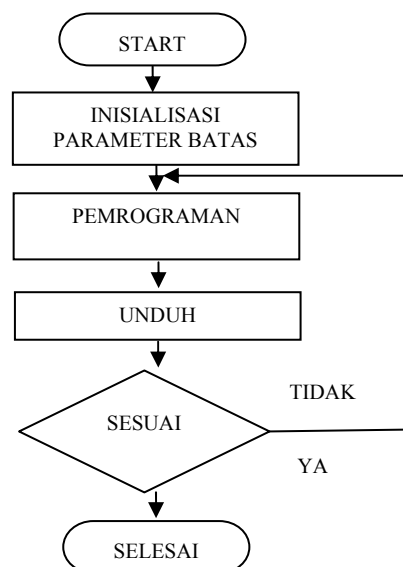 START
INISIALISASI
PARAMETER BATAS
PEMROGRAMAN
UNDUH
SESUAI
TIDAK
YA
SELESAI